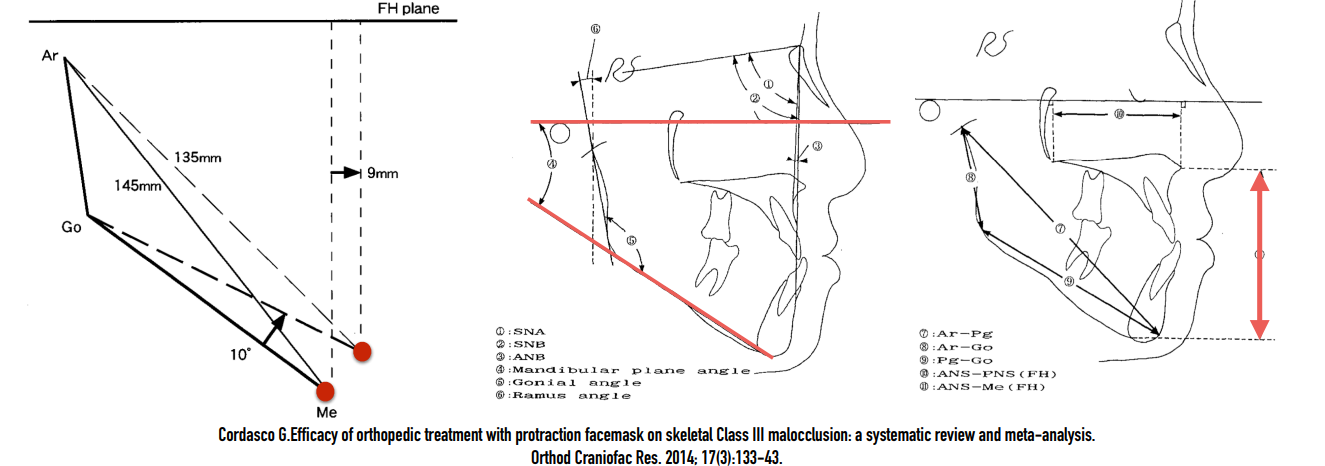 FH plane
Ar
135mm
145mm
9mm
Go
10°
Me
⑥
①
②
③
④
⑤
①:SNA
②:SNB
③:ANB
④:Mandibular plane angle
⑤:Gonial angle
⑥:Ramus angle
⑩
⑧
⑦
⑨
⑦:Ar-Pg
⑧:Ar-Go
⑨:Pg-Go
⑩:ANS-PNS(FH)
⑪:ANS-Me(FH)
Cordasco G.Efficacy of orthopedic treatment with protraction facemask on skeletal Class III malocclusion: a systematic review and meta-analysis.
Orthod Craniofac Res. 2014; 17(3):133-43.